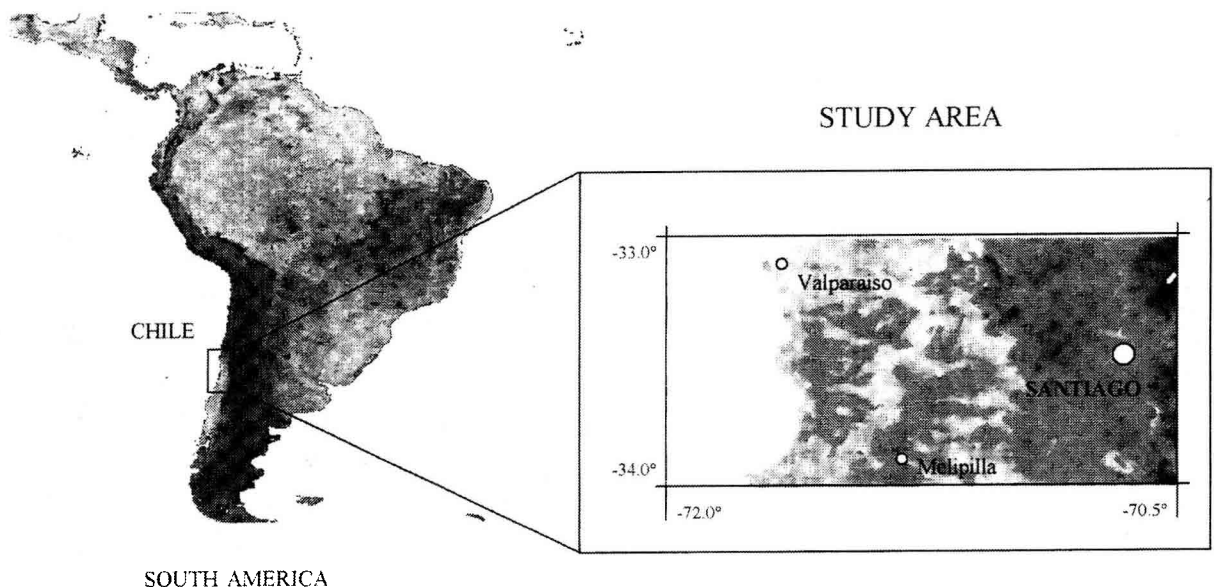 STUDY AREA
-33.0°
Valparaiso
CHILE
SANTIAGO
-34.0°
Melipilla
-72.0°
-70.5°
SOUTH AMERICA